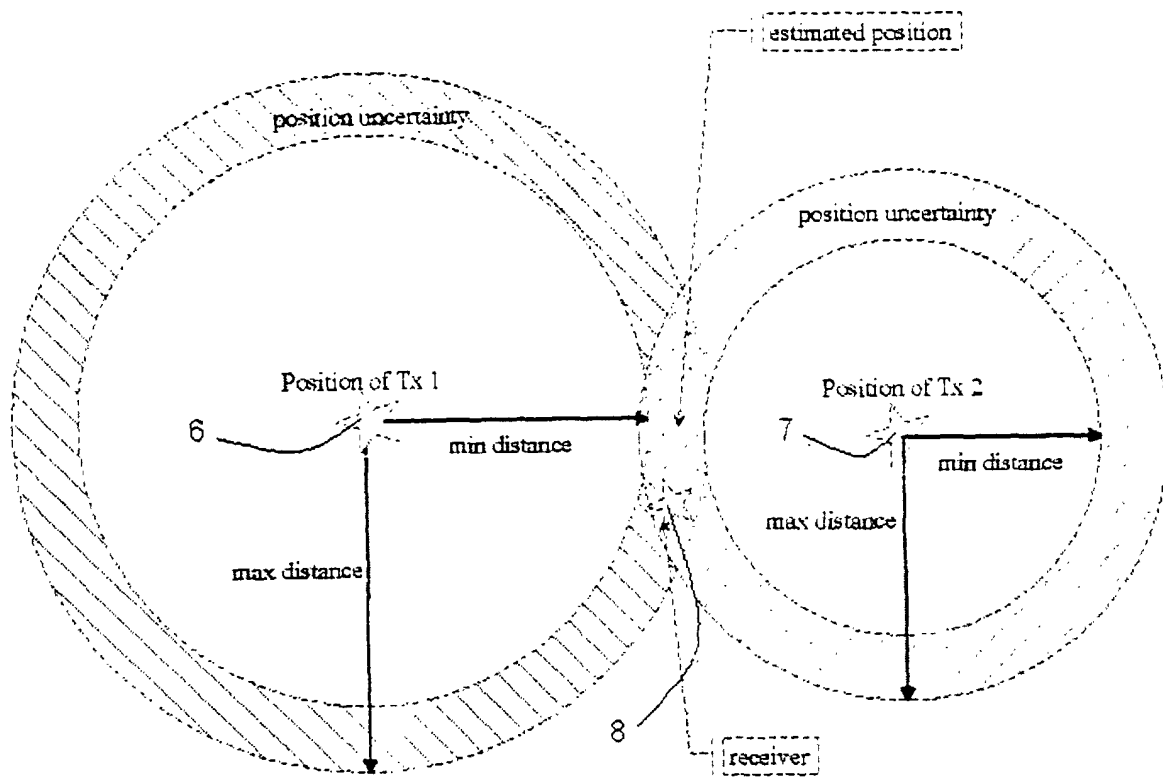 estimated position
position uncertainty
position uncertainty
Position of Tx 1
Position of Tx 2
6
7
min distance
min distance
max distance
max distance
8
receiver